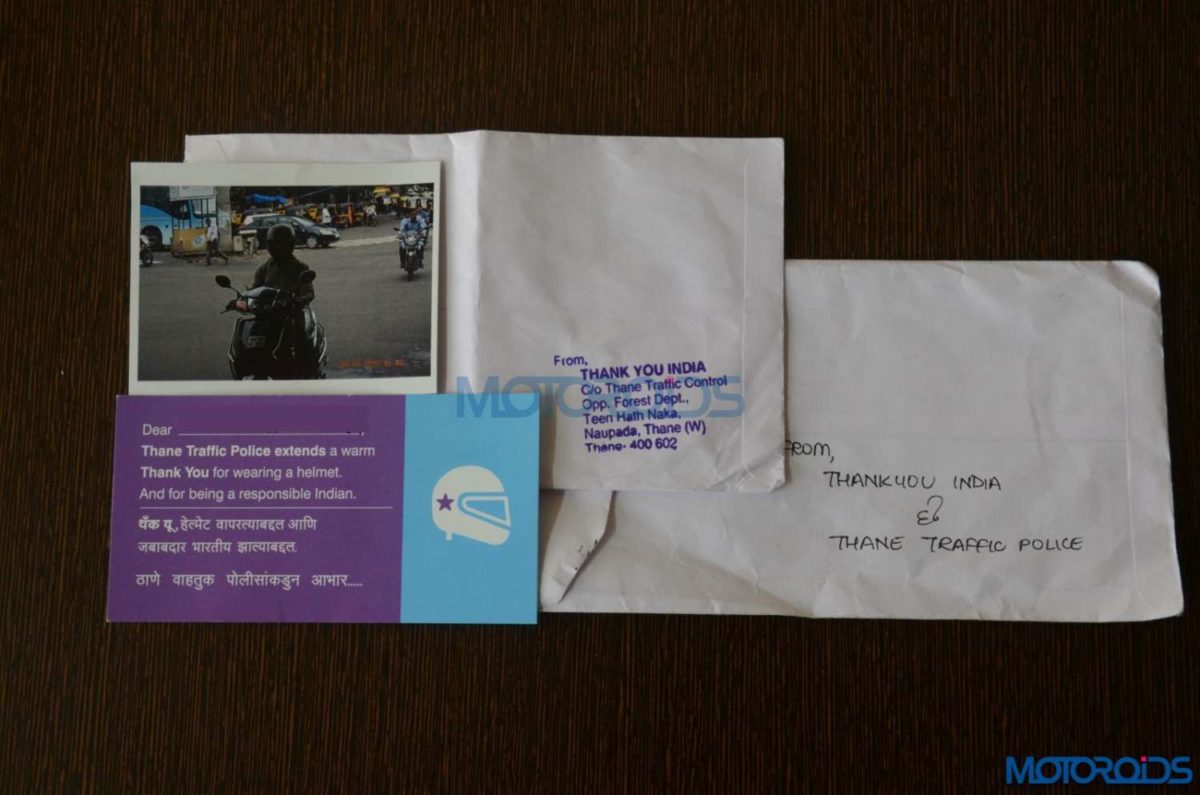 From,
THANK YOU INDIA
C/o Thane Traffic Control
Opp. Forest Dept.,
Teen Hath Naka,
Naupada, Thane (W)
Thane- 400 602
MOTOROIDS
Dear ,
Thane Traffic Police extends a warm
Thank You for wearing a helmet.
And for being a responsible Indian.
थँक यू, हेल्मेट वापरल्याबद्दल आणि
जबाबदार भारतीय झाल्याबद्दल.
ठाणे वाहतुक पोलीसांकडुन आभार.....
FROM,
THANKYOU INDIA
&
THANE TRAFFIC POLICE
MOTOROIDS